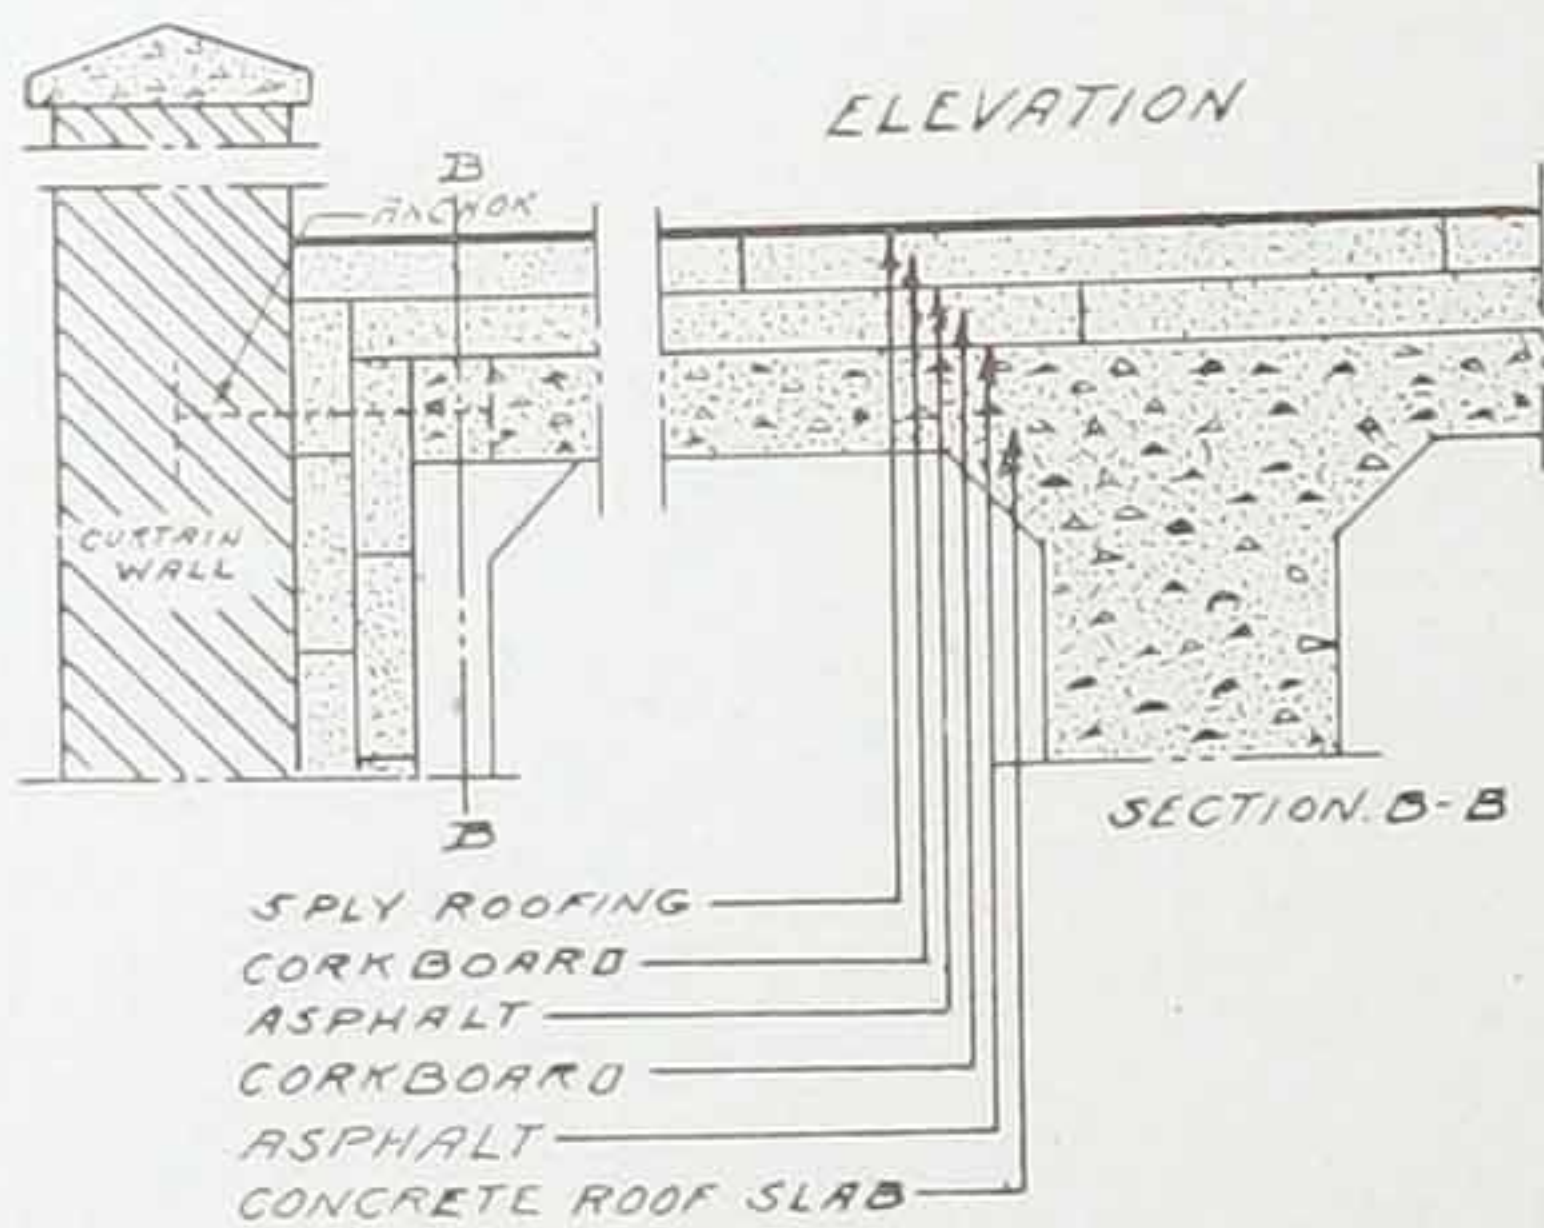 ELEVATION
B
ANCHOR
CURTAIN
WALL
B
SECTION. B-B
5 PLY ROOFING
CORKBOARD
ASPHALT
CORKBOARD
ASPHALT
CONCRETE ROOF SLAB